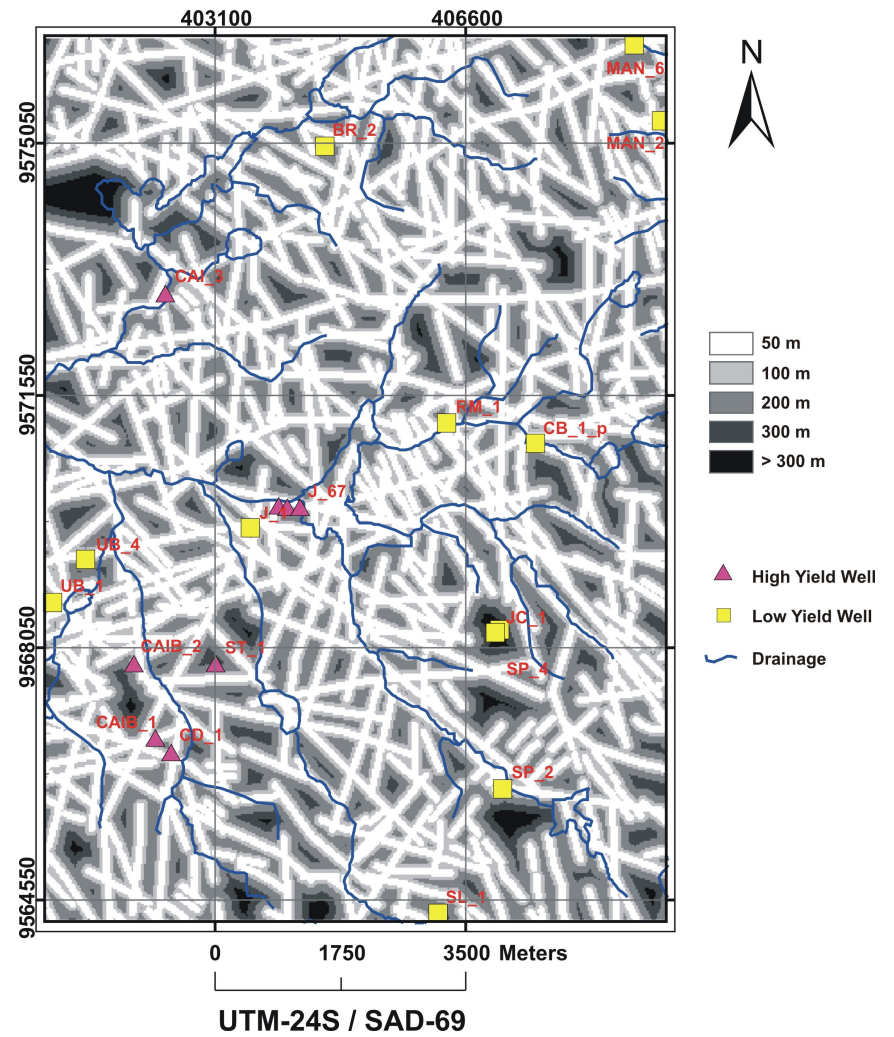 403100 406600
N
MAN_6
BR_2
MAN_2
9575050
CAI_3
50 m
100 m
200 m
300 m
> 300 m
9571550
RM_1
CB_1_p
J_67
UB_4
UB_1
High Yield Well
Low Yield Well
Drainage
9568050
JC_1
CAIB_2 ST_1
SP_4
CAIB_1
CD_1
SP_2
9564550
SL_1
0 1750 3500 Meters
UTM-24S / SAD-69